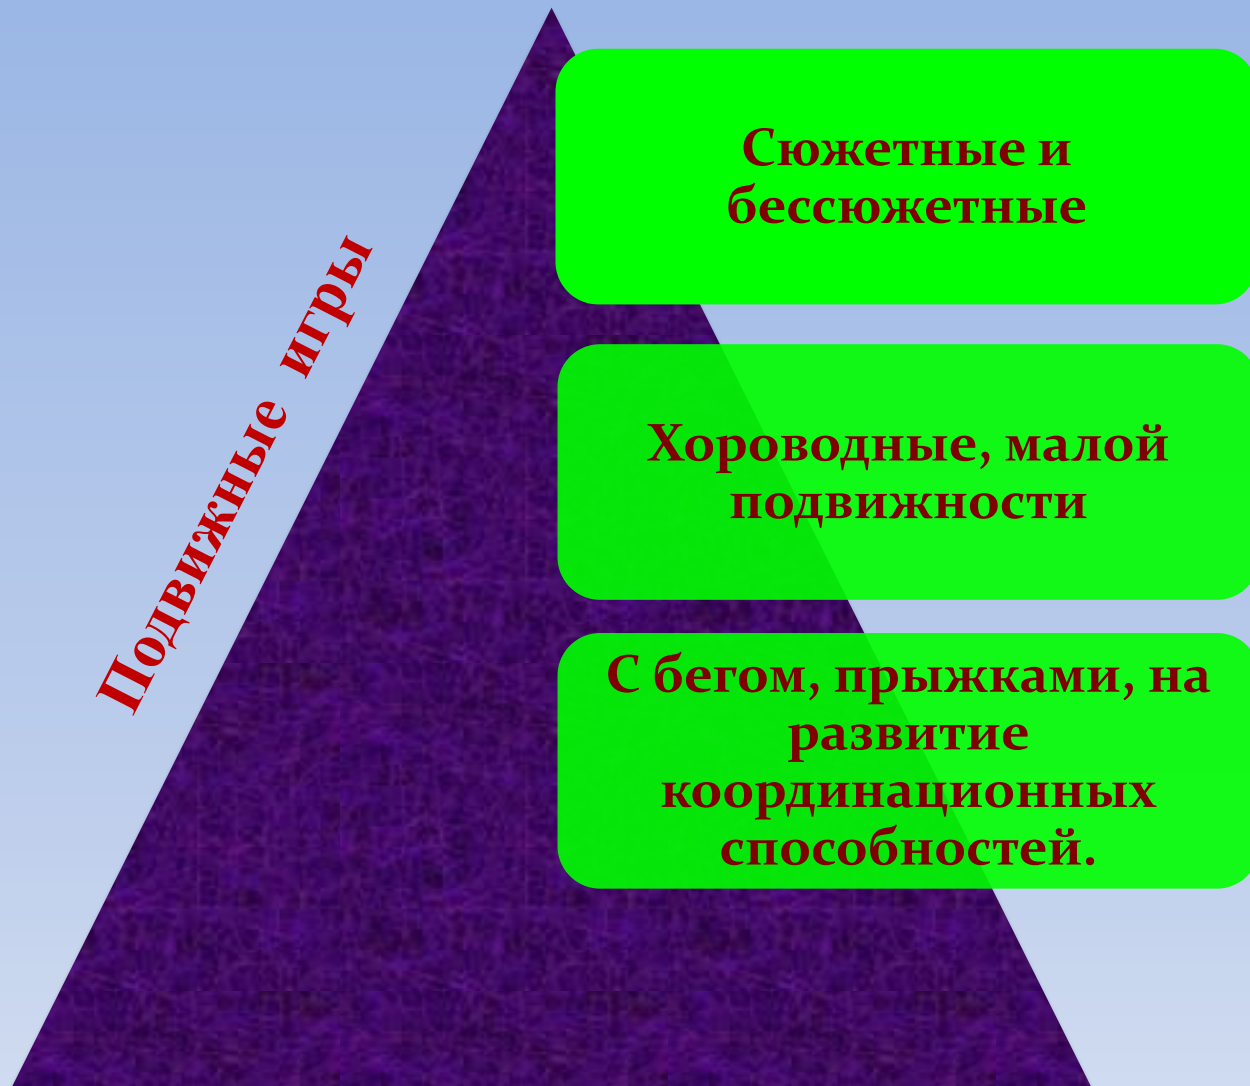 Подвижные игры
Сюжетные и
бессюжетные
Хороводные, малой
подвижности
С бегом, прыжками, на
развитие
координационных
способностей.